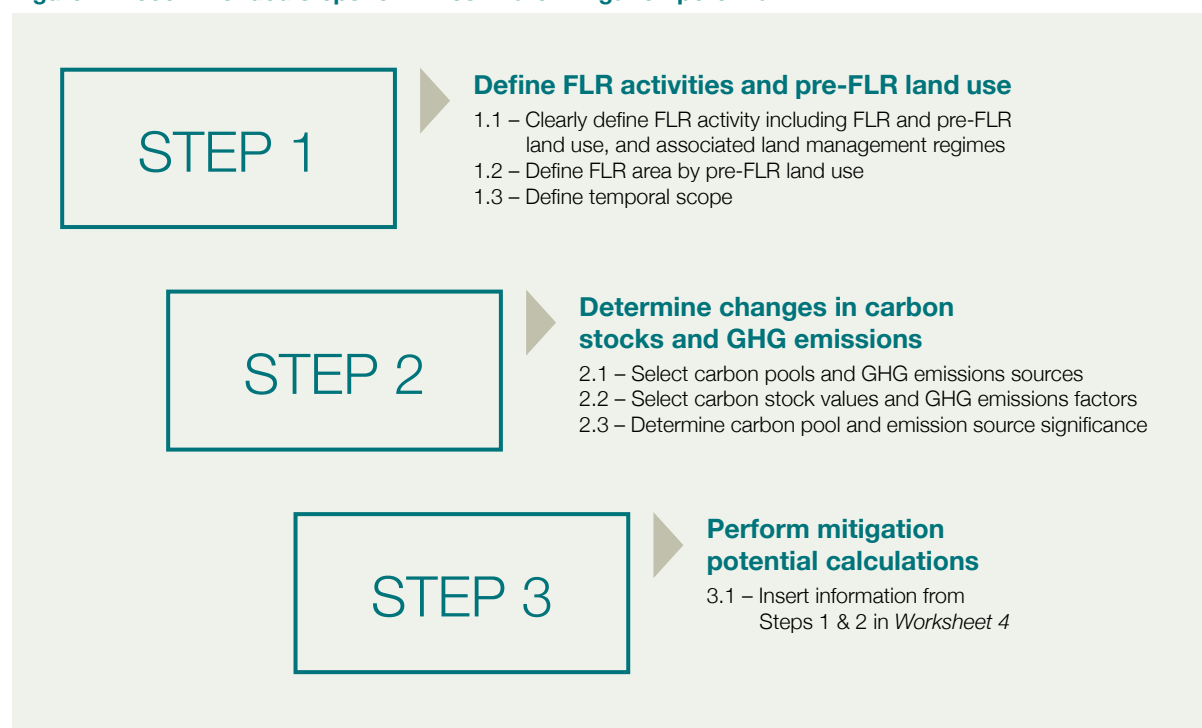 STEP 1
Define FLR activities and pre-FLR land use
1.1 – Clearly define FLR activity including FLR and pre-FLR
land use, and associated land management regimes
1.2 – Define FLR area by pre-FLR land use
1.3 – Define temporal scope
STEP 2
Determine changes in carbon
stocks and GHG emissions
2.1 – Select carbon pools and GHG emissions sources
2.2 – Select carbon stock values and GHG emissions factors
2.3 – Determine carbon pool and emission source significance
STEP 3
Perform mitigation
potential calculations
3.1 – Insert information from
Steps 1 & 2 in Worksheet 4